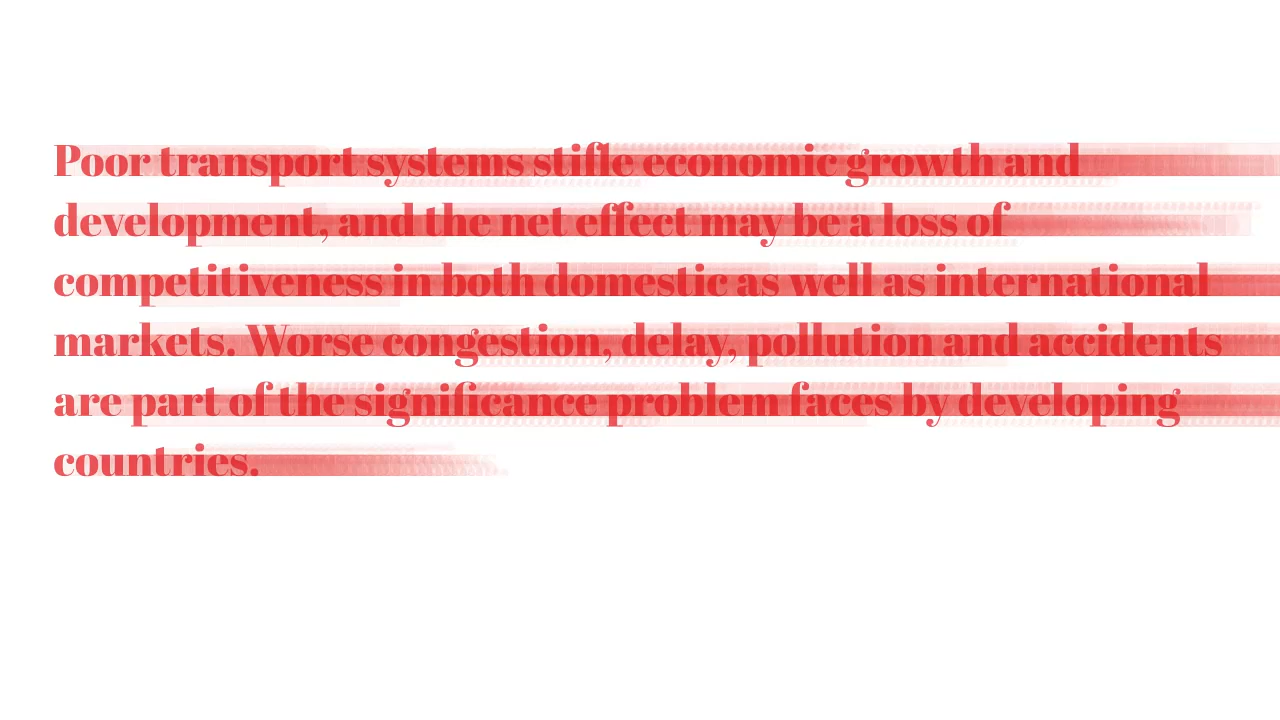 Poor transport systems stifle economic growth and
development, and the net effect may be a loss of
competitiveness in both domestic as well as international
markets. Worse congestion, delay, pollution and accidents
are part of the significance problem faces by developing
countries.